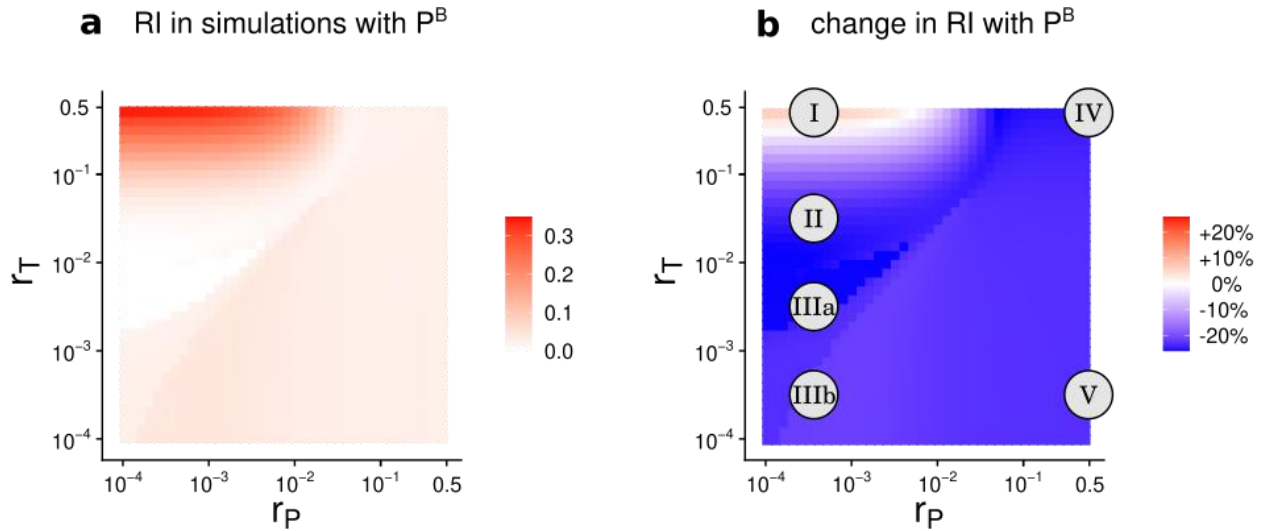 a RI in simulations with Pᴮ
0.5
10⁻¹
10⁻²
10⁻³
10⁻⁴
r_T
10⁻⁴ 10⁻³ 10⁻² 10⁻¹ 0.5
r_P
0.3
0.2
0.1
0.0
b change in RI with Pᴮ
0.5
10⁻¹
10⁻²
10⁻³
10⁻⁴
r_T
I
IV
II
IIIa
IIIb
V
10⁻⁴ 10⁻³ 10⁻² 10⁻¹ 0.5
r_P
+20%
+10%
0%
-10%
-20%